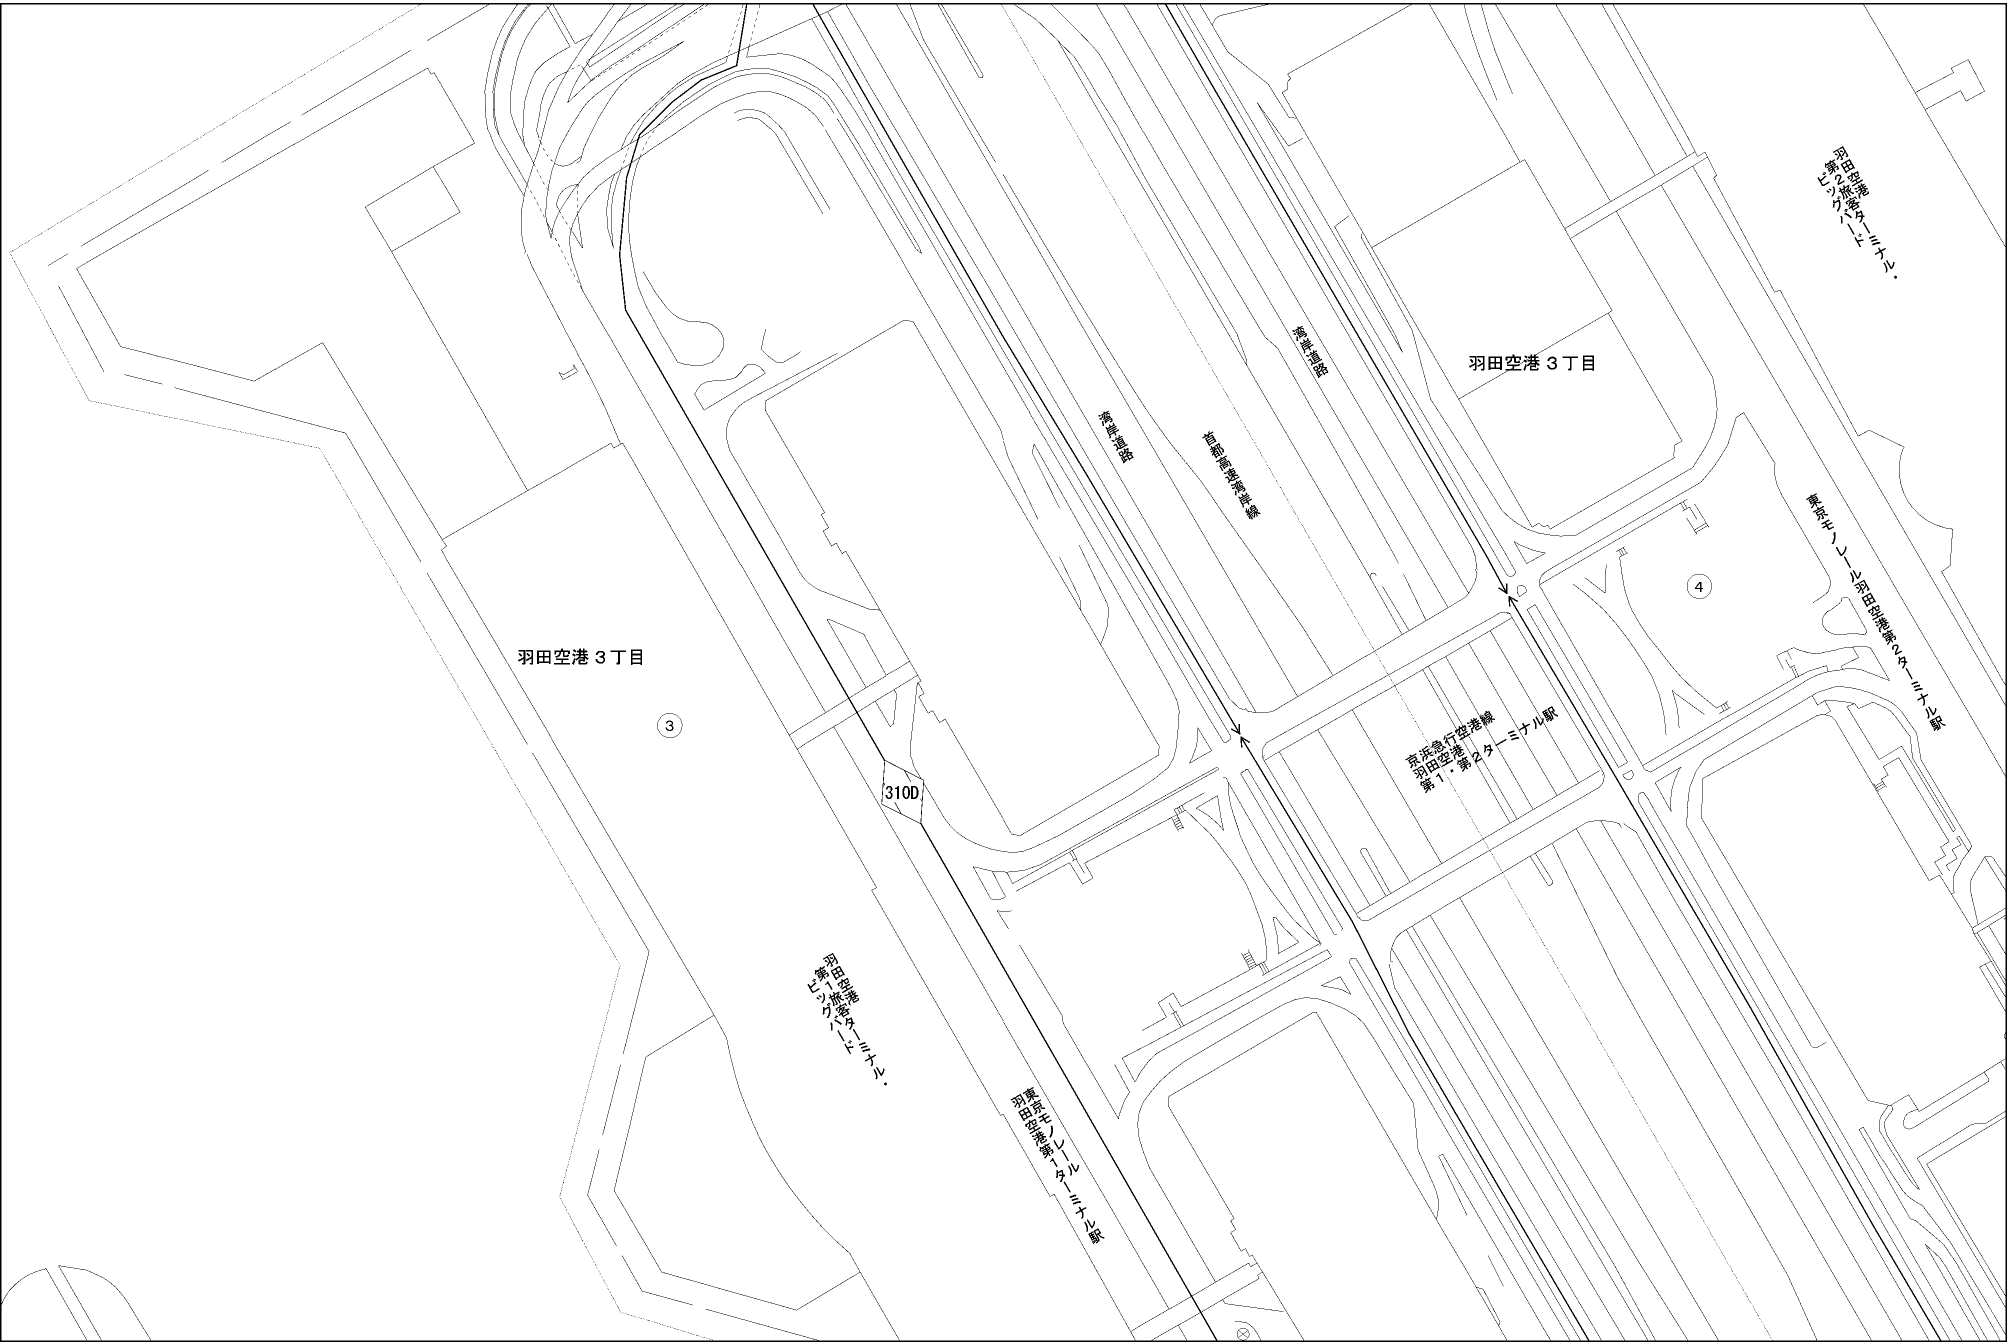 羽田空港
第2旅客ターミナル・
ビッグバード
湾岸道路
羽田空港３丁目
湾岸道路
首都高速湾岸線
東京モノレール羽田空港第2ターミナル駅
④
羽田空港３丁目
③
京浜急行空港線
羽田空港
第1・第2ターミナル駅
310D
羽田空港
第1旅客ターミナル・
ビッグバード
東京モノレール
羽田空港第1ターミナル駅